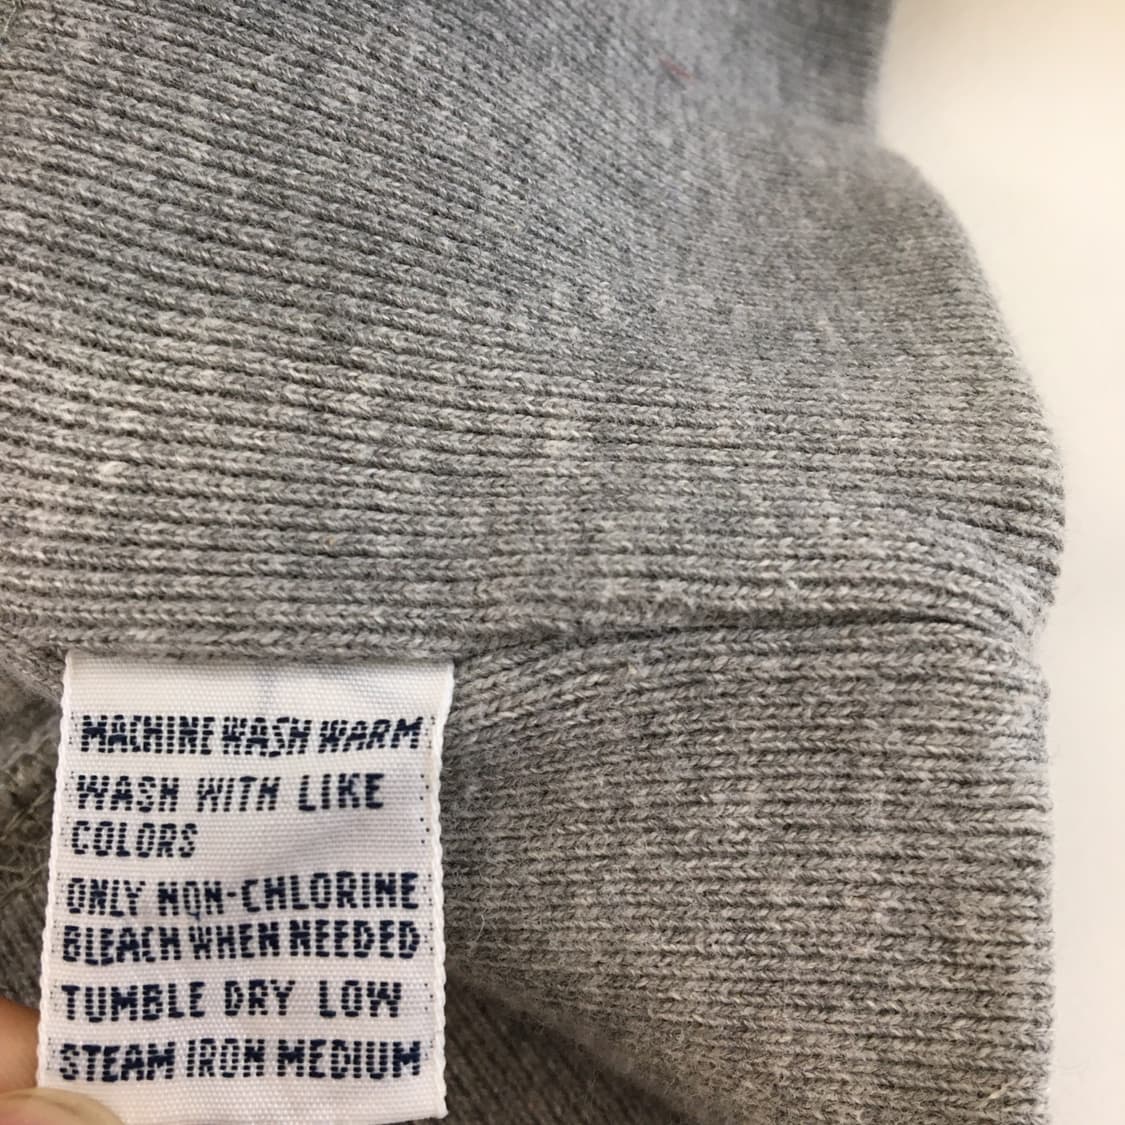 MACHINE WASH WARM
WASH WITH LIKE
COLORS
ONLY NON-CHLORINE
BLEACH WHEN NEEDED
TUMBLE DRY LOW
STEAM IRON MEDIUM